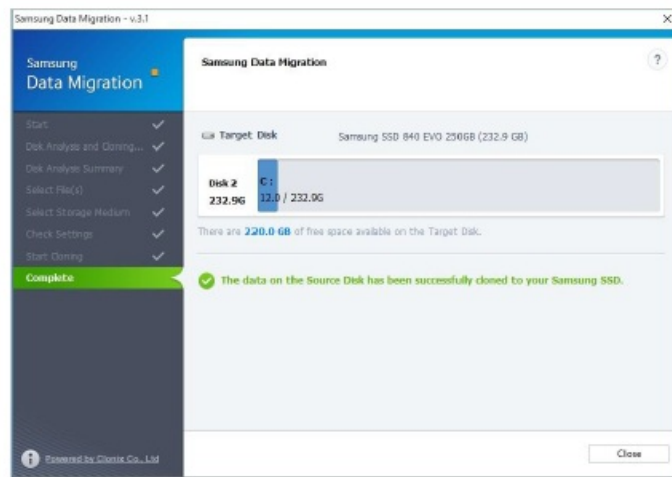 Samsung Data Migration - v.3.1
Samsung
Data Migration
Samsung Data Migration
?
Start
Disk Analysis and Cloning...
Disk Analysis Summary
Select File(s)
Select Storage Medium
Check Settings
Start Cloning
Complete
Target Disk Samsung SSD 840 EVO 250GB (232.9 GB)
Disk 2
232.9G
C :
12.0 / 232.9G
There are 220.0 GB of free space available on the Target Disk.
The data on the Source Disk has been successfully cloned to your Samsung SSD.
Powered by Clonix Co., Ltd
Close